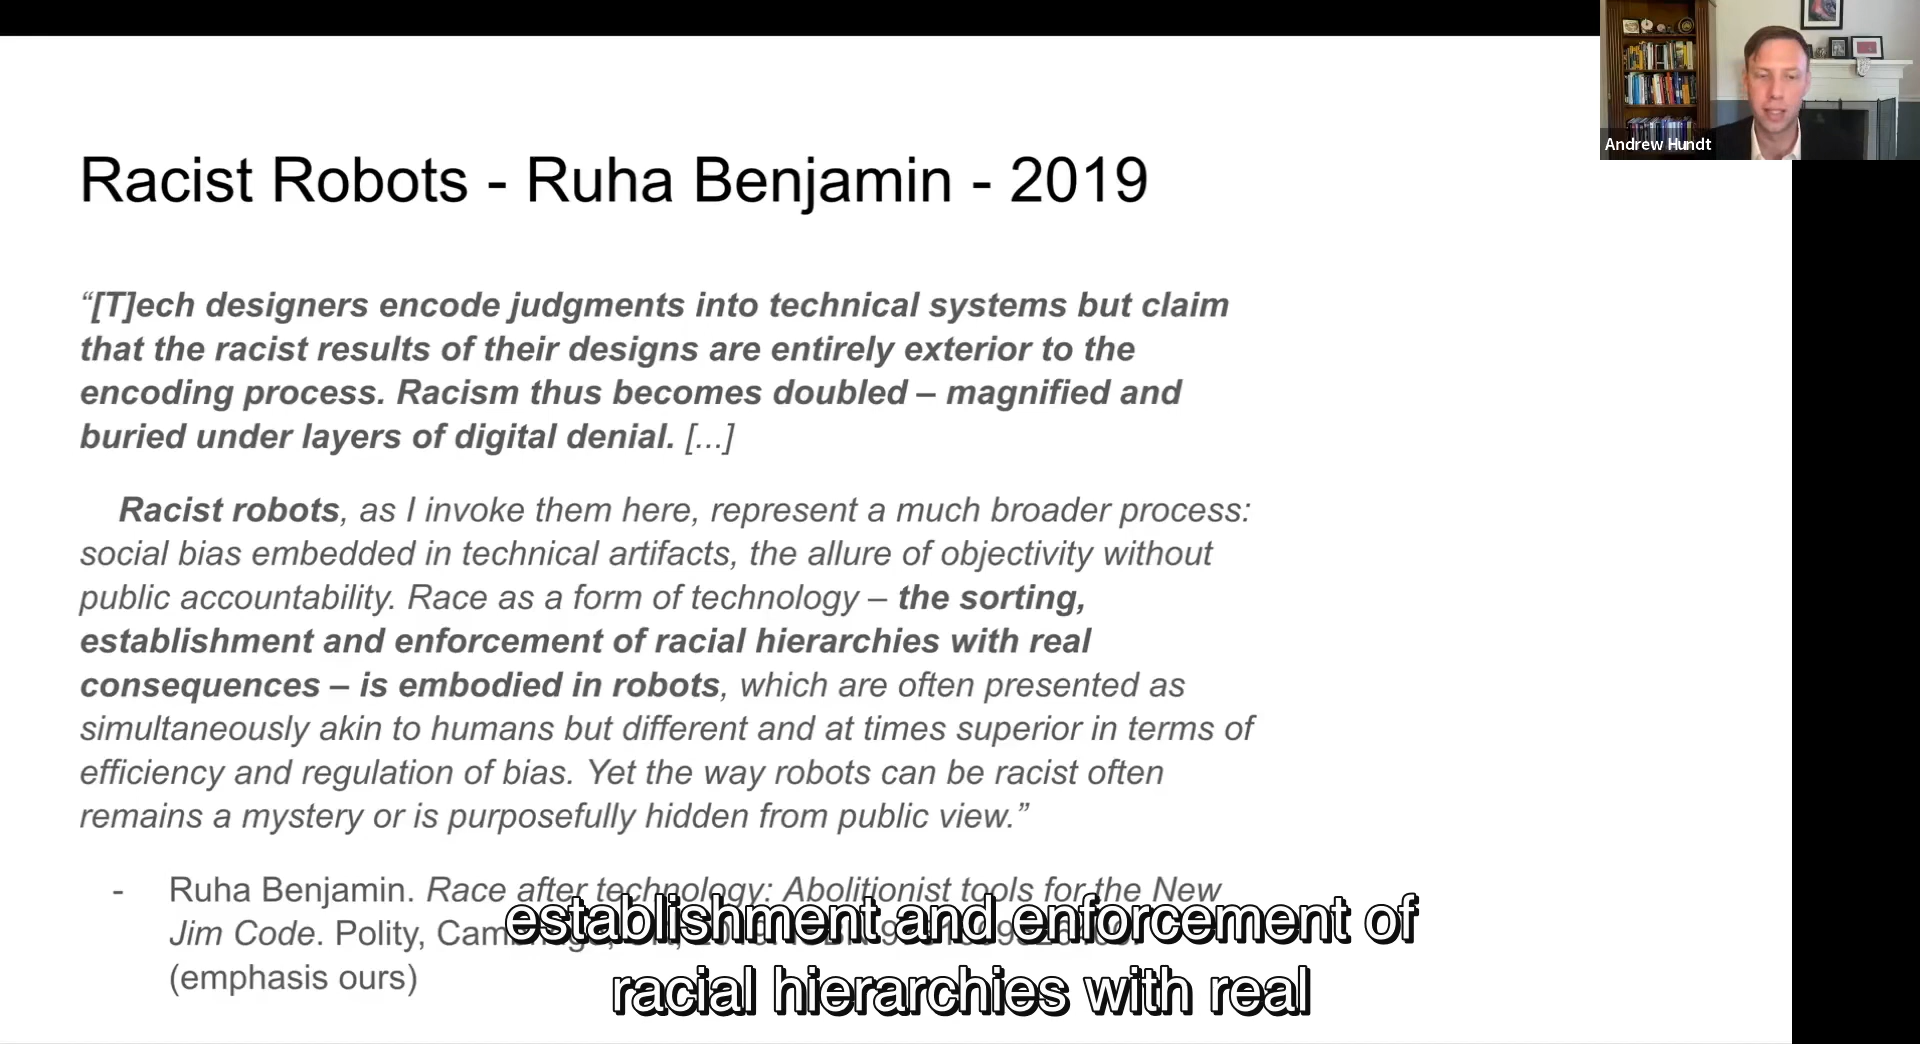 Andrew Hundt
Racist Robots - Ruha Benjamin - 2019
“[T]ech designers encode judgments into technical systems but claim
that the racist results of their designs are entirely exterior to the
encoding process. Racism thus becomes doubled – magnified and
buried under layers of digital denial. [...]
Racist robots, as I invoke them here, represent a much broader process:
social bias embedded in technical artifacts, the allure of objectivity without
public accountability. Race as a form of technology – the sorting,
establishment and enforcement of racial hierarchies with real
consequences – is embodied in robots, which are often presented as
simultaneously akin to humans but different and at times superior in terms of
efficiency and regulation of bias. Yet the way robots can be racist often
remains a mystery or is purposefully hidden from public view.”
- Ruha Benjamin. Race after technology: Abolitionist tools for the New
Jim Code. Polity,
(emphasis ours)
establishment and enforcement of
racial hierarchies with real